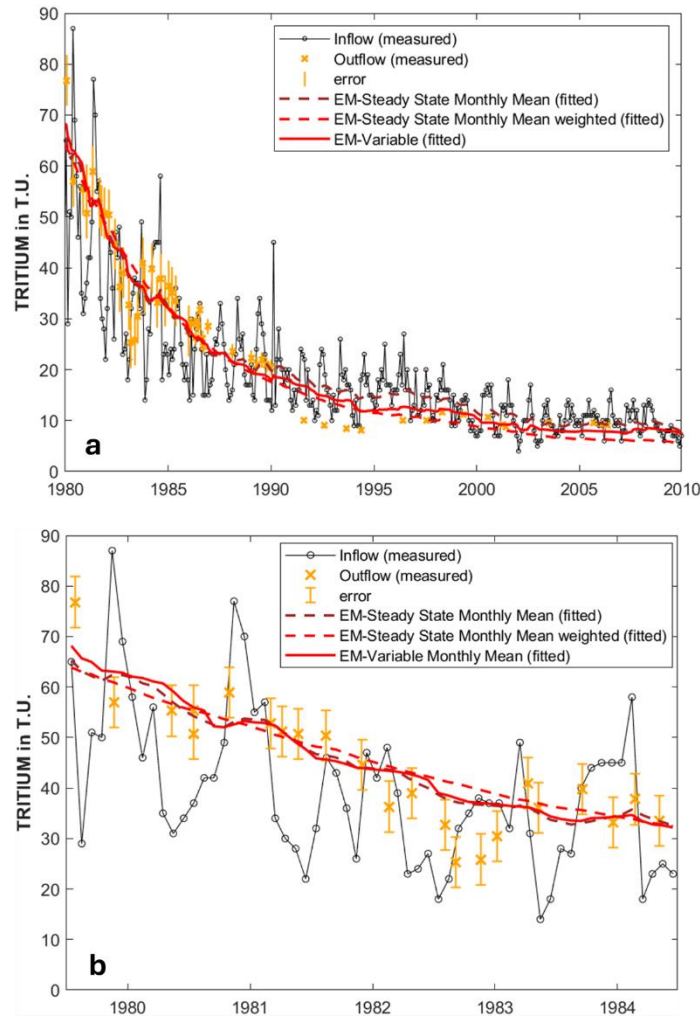 90
80
70
60
50
40
30
20
10
0
TRITIUM in T.U.
Inflow (measured)
Outflow (measured)
error
EM-Steady State Monthly Mean (fitted)
EM-Steady State Monthly Mean weighted (fitted)
EM-Variable (fitted)
a
1980 1985 1990 1995 2000 2005 2010
90
80
70
60
50
40
30
20
10
0
TRITIUM in T.U.
Inflow (measured)
Outflow (measured)
error
EM-Steady State Monthly Mean (fitted)
EM-Steady State Monthly Mean weighted (fitted)
EM-Variable Monthly Mean (fitted)
b
1980 1981 1982 1983 1984